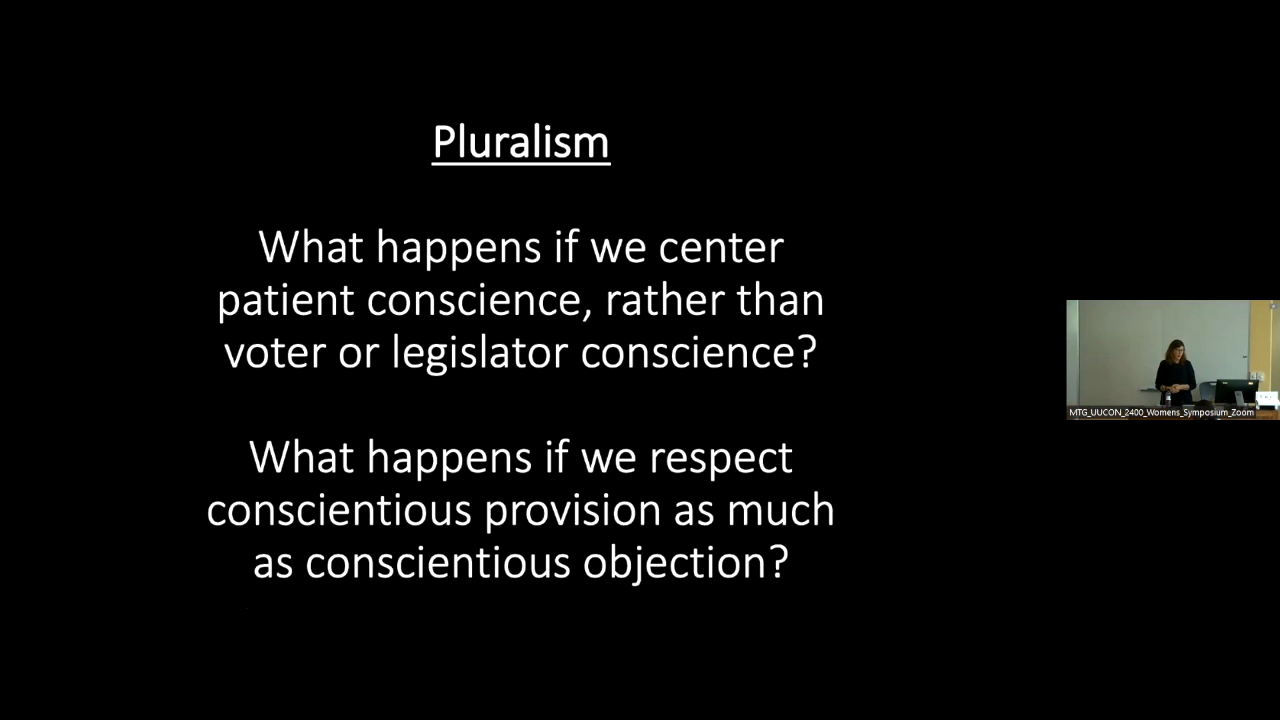 Pluralism
What happens if we center
patient conscience, rather than
voter or legislator conscience?
What happens if we respect
conscientious provision as much
as conscientious objection?
MTG_UUCON_2400_Womens_Symposium_Zoom